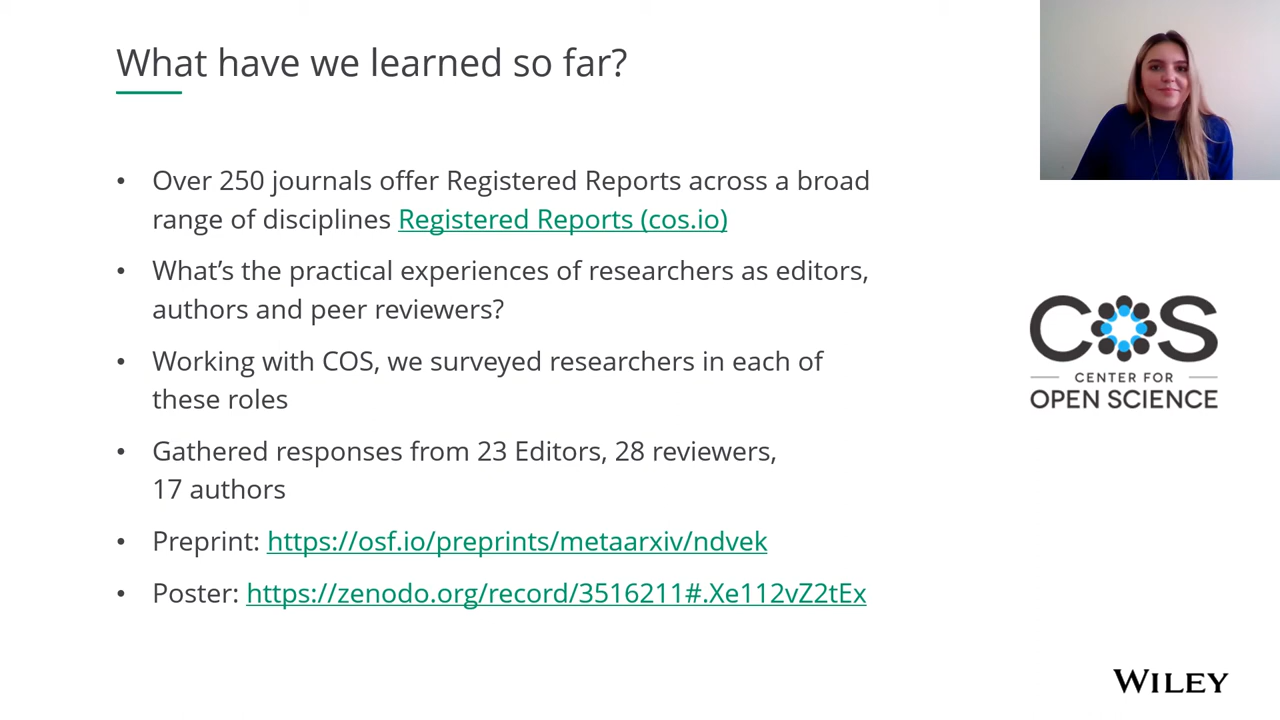 What have we learned so far?
• Over 250 journals offer Registered Reports across a broad
range of disciplines Registered Reports (cos.io)
• What's the practical experiences of researchers as editors,
authors and peer reviewers?
• Working with COS, we surveyed researchers in each of
these roles
• Gathered responses from 23 Editors, 28 reviewers,
17 authors
• Preprint: https://osf.io/preprints/metaarxiv/ndvek
• Poster: https://zenodo.org/record/3516211#.Xe112vZ2tEx
COS
CENTER FOR
OPEN SCIENCE
WILEY